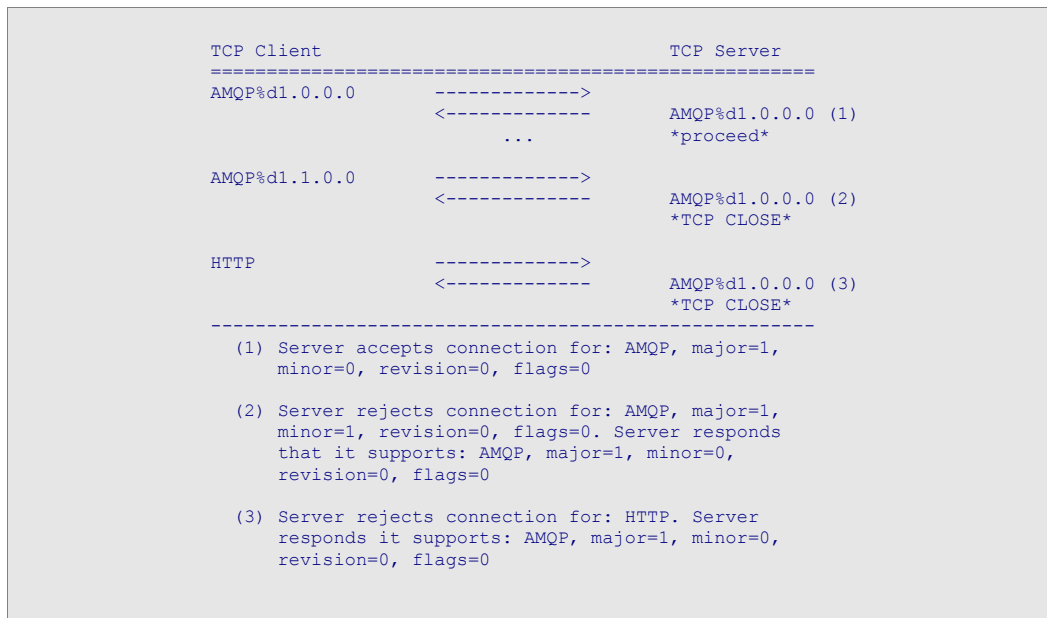 TCP Client                                TCP Server
======================================================
AMQP%d1.0.0.0       ------------->
                    <-------------       AMQP%d1.0.0.0 (1)
                          ...            *proceed*
AMQP%d1.1.0.0       ------------->
                    <-------------       AMQP%d1.0.0.0 (2)
                                         *TCP CLOSE*
HTTP                ------------->
                    <-------------       AMQP%d1.0.0.0 (3)
                                         *TCP CLOSE*
------------------------------------------------------
(1) Server accepts connection for: AMQP, major=1,
minor=0, revision=0, flags=0
(2) Server rejects connection for: AMQP, major=1,
minor=1, revision=0, flags=0. Server responds
that it supports: AMQP, major=1, minor=0,
revision=0, flags=0
(3) Server rejects connection for: HTTP. Server
responds it supports: AMQP, major=1, minor=0,
revision=0, flags=0